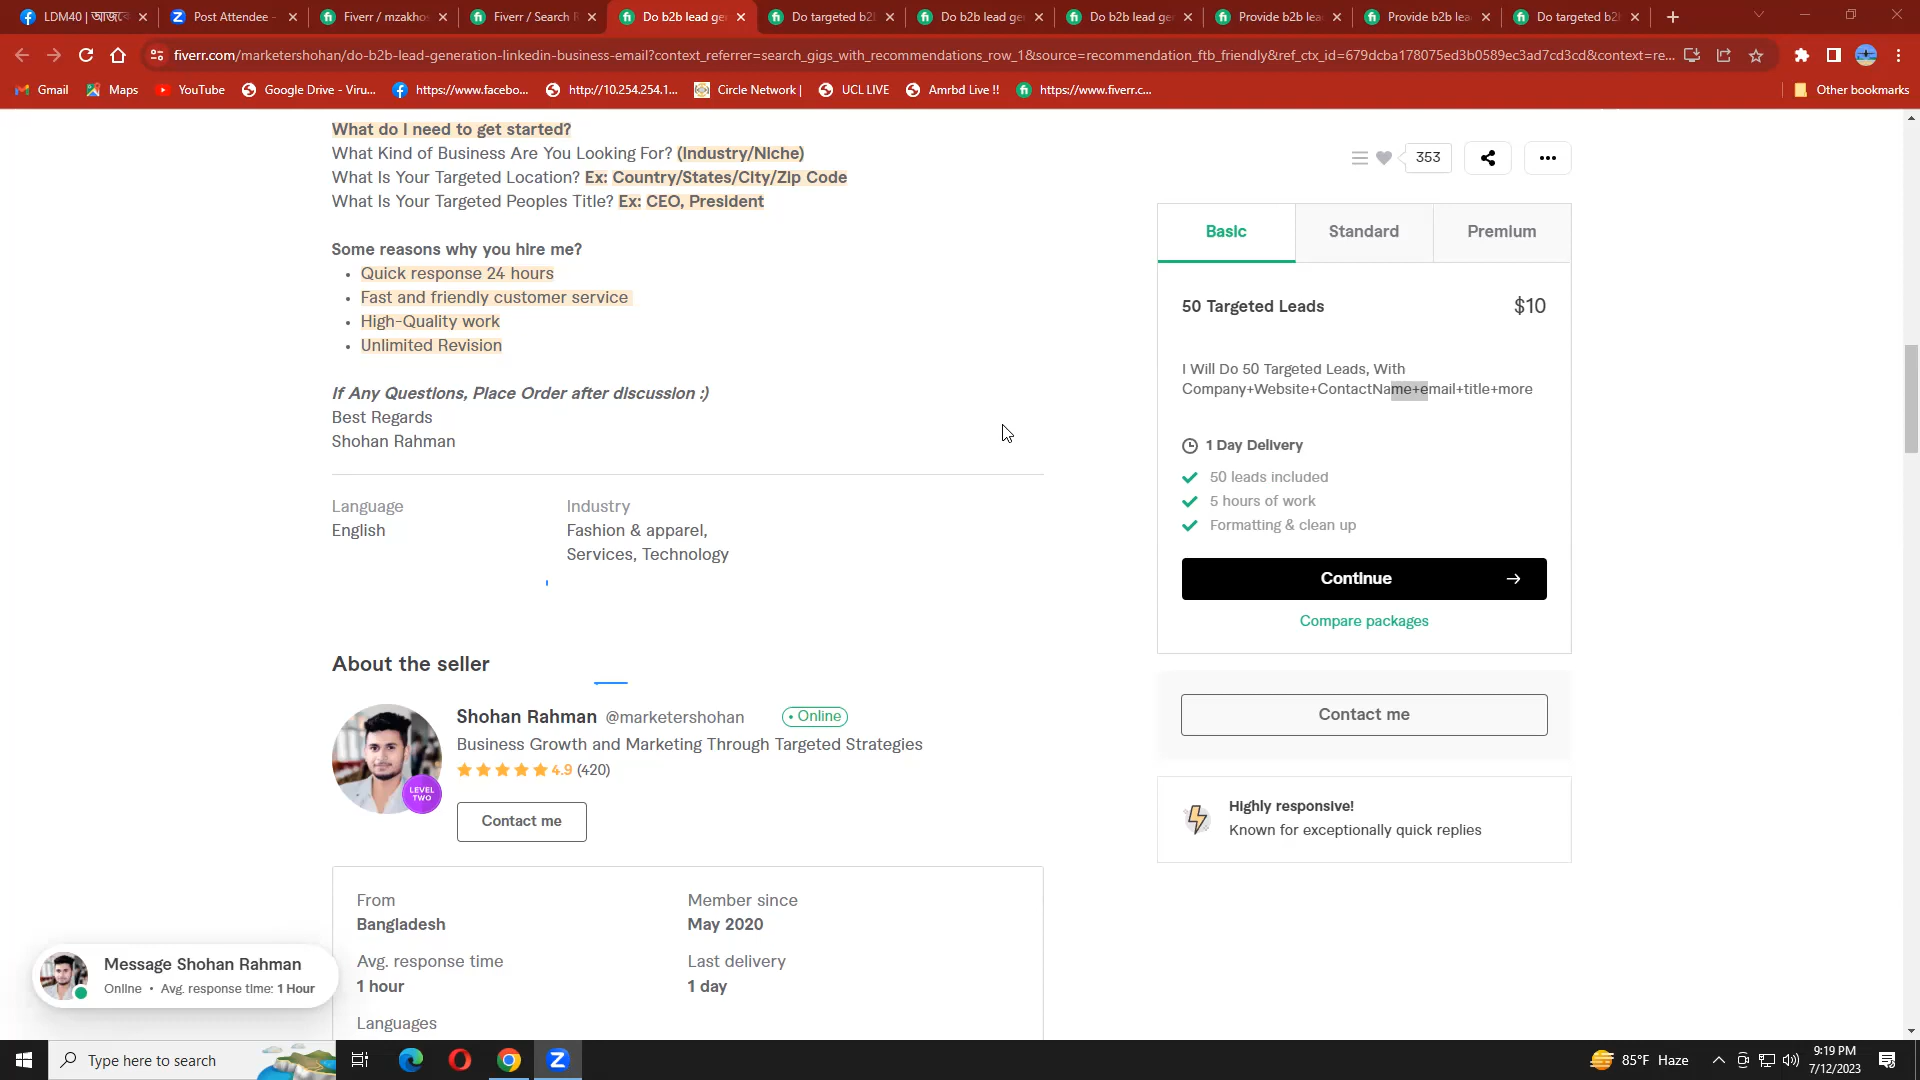 LDM40 | আজকে
Post Attendee -
Fiverr / mzakho
Fiverr / Search R
Do b2b lead ge
Do targeted b2
Do b2b lead ge
Do b2b lead ge
Provide b2b lea
Provide b2b lea
Do targeted b2
fiverr.com/marketershohan/do-b2b-lead-generation-linkedin-business-email?context_referrer=search_gigs_with_recommendations_row_1&source=recommendation_ftb_friendly&ref_ctx_id=679dcba178075ed3b0589ec3ad7cd3cd&context=re...
Gmail
Maps
YouTube
Google Drive - Viru...
https://www.facebo...
http://10.254.254.1...
Circle Network |
UCL LIVE
Amrbd Live !!
https://www.fiverr.c...
Other bookmarks
What do I need to get started?
What Kind of Business Are You Looking For? (Industry/Niche)
What Is Your Targeted Location? Ex: Country/States/City/Zip Code
What Is Your Targeted Peoples Title? Ex: CEO, President
Some reasons why you hire me?
• Quick response 24 hours
• Fast and friendly customer service
• High-Quality work
• Unlimited Revision
If Any Questions, Place Order after discussion :)
Best Regards
Shohan Rahman
Language
English
Industry
Fashion & apparel,
Services, Technology
About the seller
Shohan Rahman @marketershohan
• Online
Business Growth and Marketing Through Targeted Strategies
4.9 (420)
LEVEL
TWO
Contact me
From
Bangladesh
Member since
May 2020
Avg. response time
1 hour
Last delivery
1 day
Languages
Message Shohan Rahman
Online • Avg. response time: 1 Hour
353
Basic
Standard
Premium
50 Targeted Leads
$10
I Will Do 50 Targeted Leads, With
Company+Website+ContactName+email+title+more
1 Day Delivery
50 leads included
5 hours of work
Formatting & clean up
Continue
Compare packages
Contact me
Highly responsive!
Known for exceptionally quick replies
Type here to search
85°F Haze
9:19 PM
7/12/2023